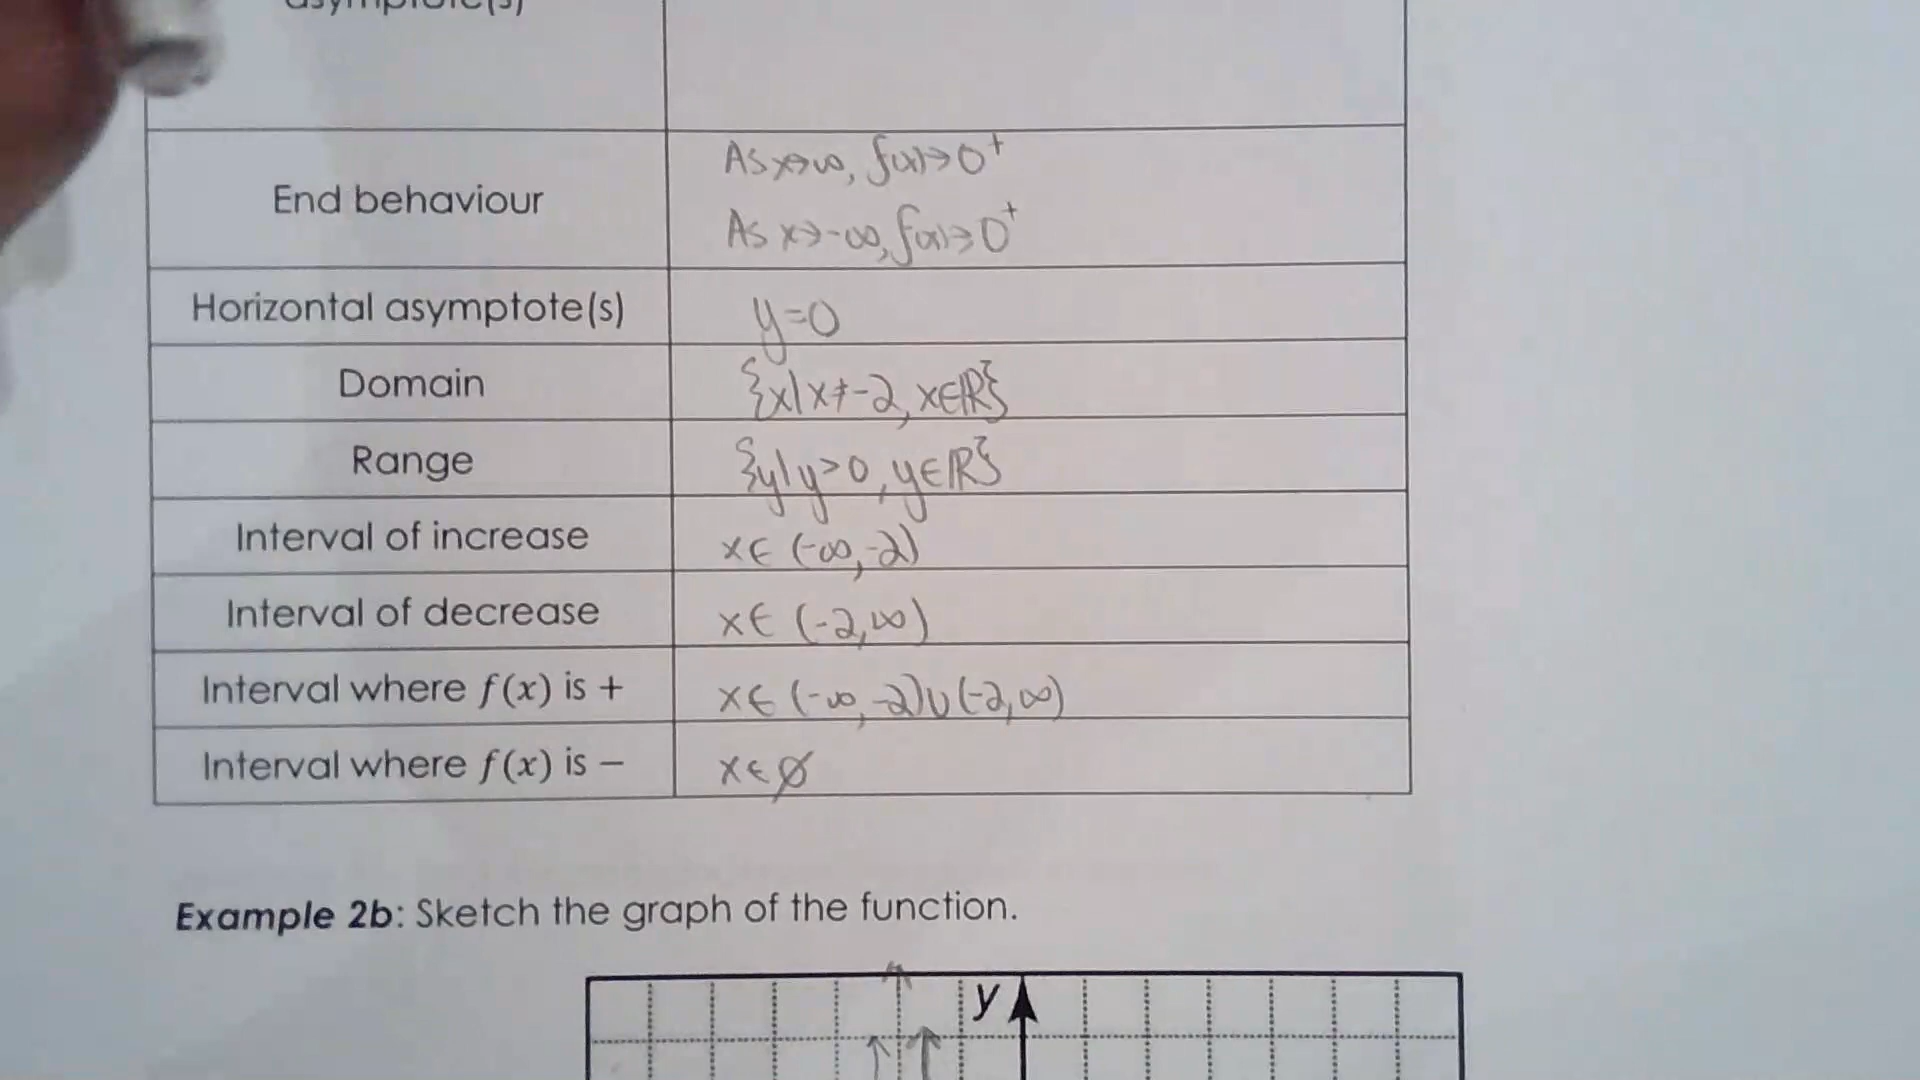 asymptote(s)
End behaviour
As x→∞, f(x)→0⁺
As x→-∞, f(x)→0⁺
Horizontal asymptote(s)
y=0
Domain
{x|x≠-2, x∈ℝ}
Range
{y|y>0, y∈ℝ}
Interval of increase
x∈ (-∞,-2)
Interval of decrease
x∈ (-2,∞)
Interval where f(x) is +
x∈ (-∞,-2)∪(-2,∞)
Interval where f(x) is −
x∈∅
Example 2b: Sketch the graph of the function.
y